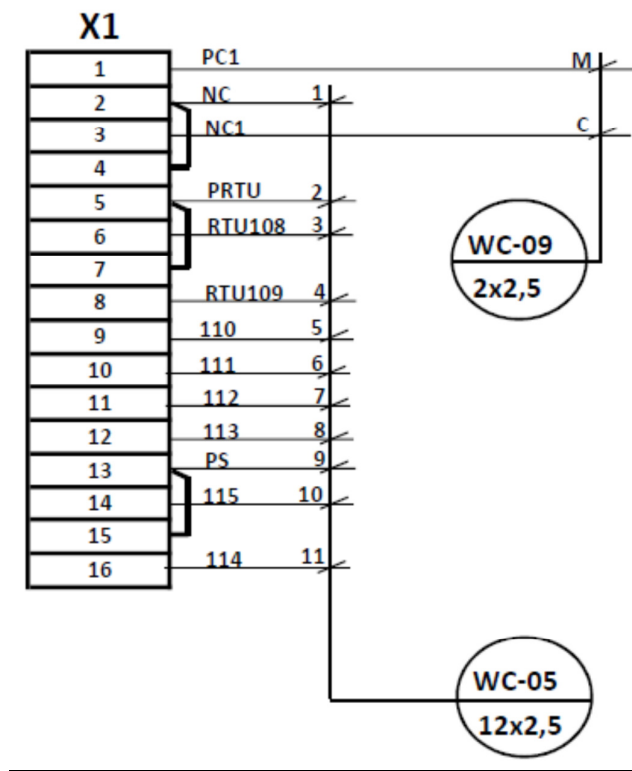 X1
1 PC1 M
2 NC 1
3 NC1 C
4
5 PRTU 2
6 RTU108 3
7
8 RTU109 4
9 110 5
10 111 6
11 112 7
12 113 8
13 PS 9
14 115 10
15
16 114 11
WC-09
2x2,5
WC-05
12x2,5